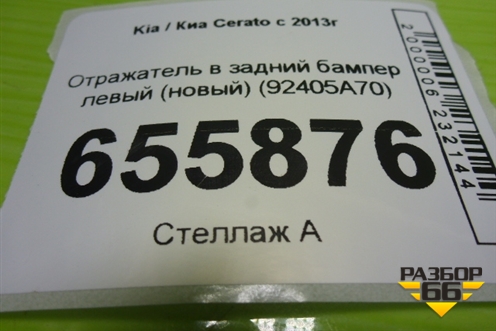 Kia / Киа Cerato с 2013г
Отражатель в задний бампер
левый (новый) (92405A70)
655876
Стеллаж А
2000006232144
РАЗБОР
66